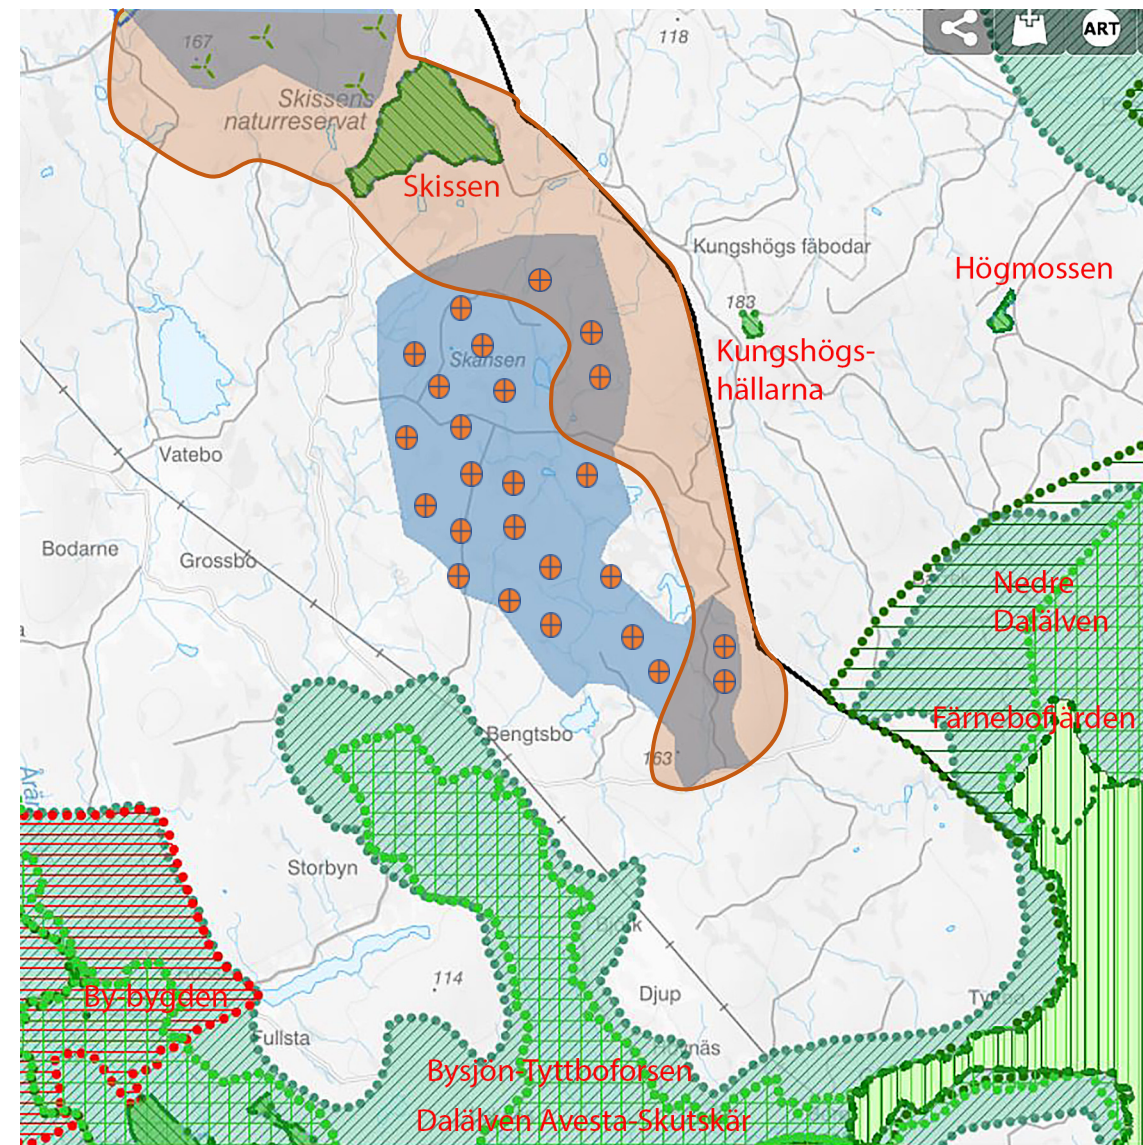 167
118
ART
Skissens
naturreservat
Skissen
Kungshögs fäbodar
Högmossen
183
Kungshögs-
hällarna
Skansen
Vatebo
Bodarne
Grossbo
Nedre
Dalälven
Färnebofjärden
Bengtsbo
163
Storbyn
114
By-bygden
Djup
Fullsta
Bysjön-Tyttboforsen
Dalälven Avesta-Skutskär